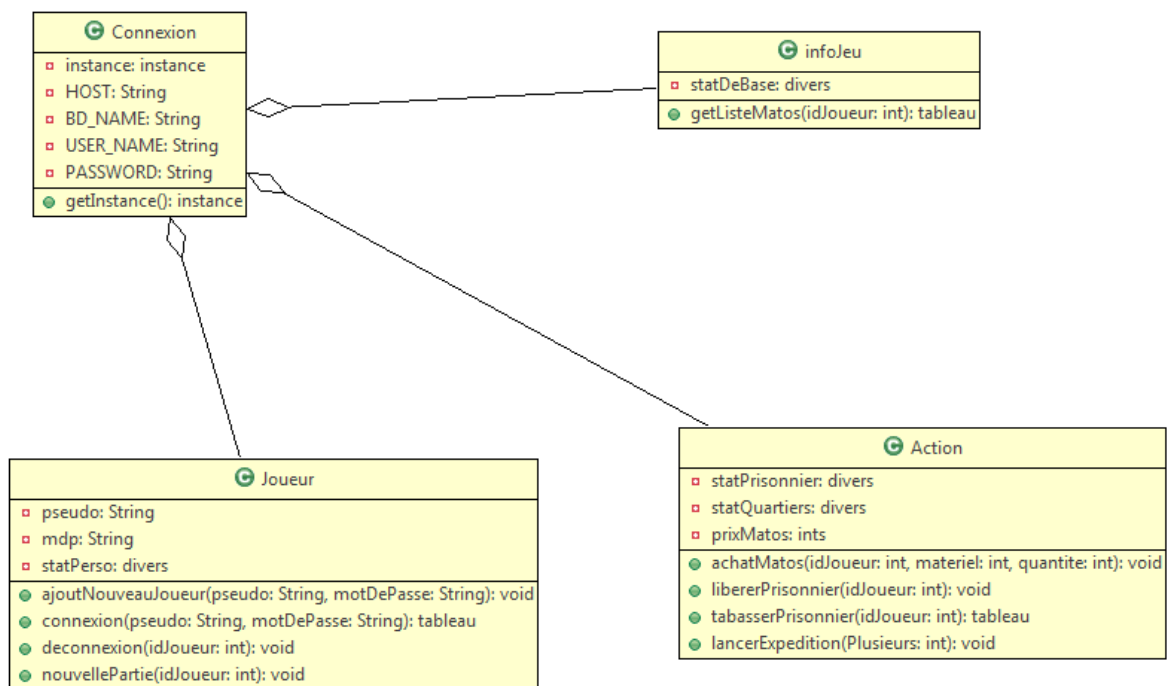 Connexion
instance: instance
HOST: String
BD_NAME: String
USER_NAME: String
PASSWORD: String
getInstance(): instance
infoJeu
statDeBase: divers
getListeMatos(idJoueur: int): tableau
Joueur
pseudo: String
mdp: String
statPerso: divers
ajoutNouveauJoueur(pseudo: String, motDePasse: String): void
connexion(pseudo: String, motDePasse: String): tableau
deconnexion(idJoueur: int): void
nouvellePartie(idJoueur: int): void
Action
statPrisonnier: divers
statQuartiers: divers
prixMatos: ints
achatMatos(idJoueur: int, materiel: int, quantite: int): void
libererPrisonnier(idJoueur: int): void
tabasserPrisonnier(idJoueur: int): tableau
lancerExpedition(Plusieurs: int): void